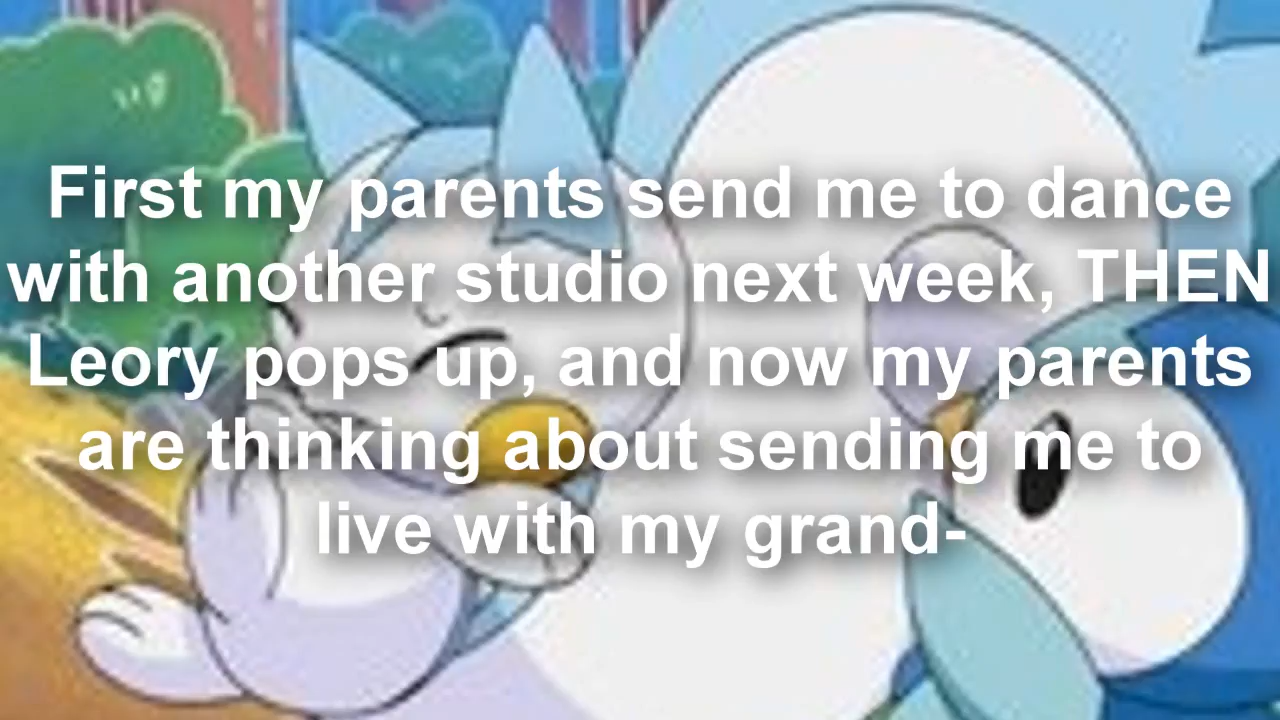 First my parents send me to dance
with another studio next week, THEN
Leory pops up, and now my parents
are thinking about sending me to
live with my grand-